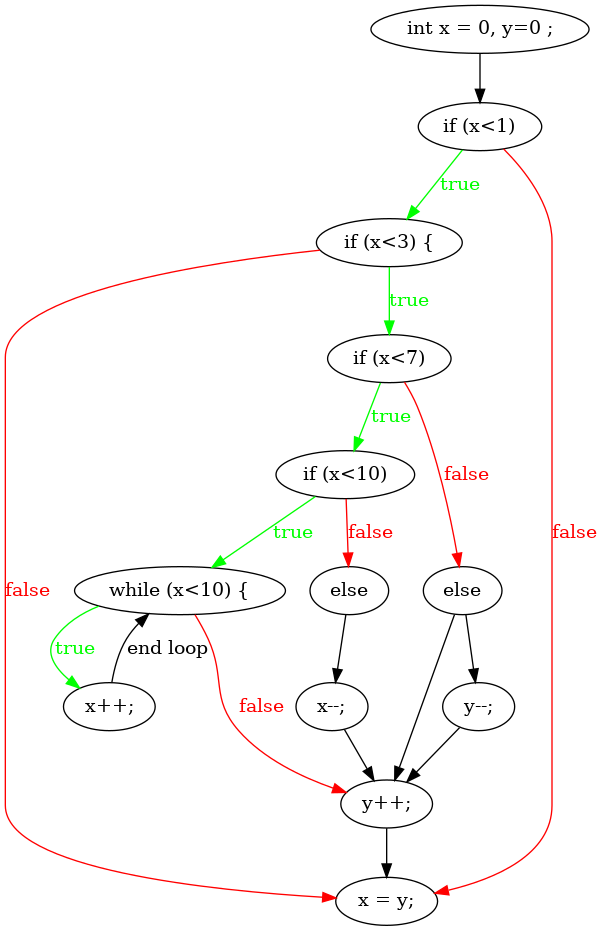 int x = 0, y=0 ;
if (x<1)
true
if (x<3) {
true
if (x<7)
true
if (x<10)
false
true
false
false
false
while (x<10) {
else
else
true
end loop
x++;
false
x--;
y--;
y++;
x = y;